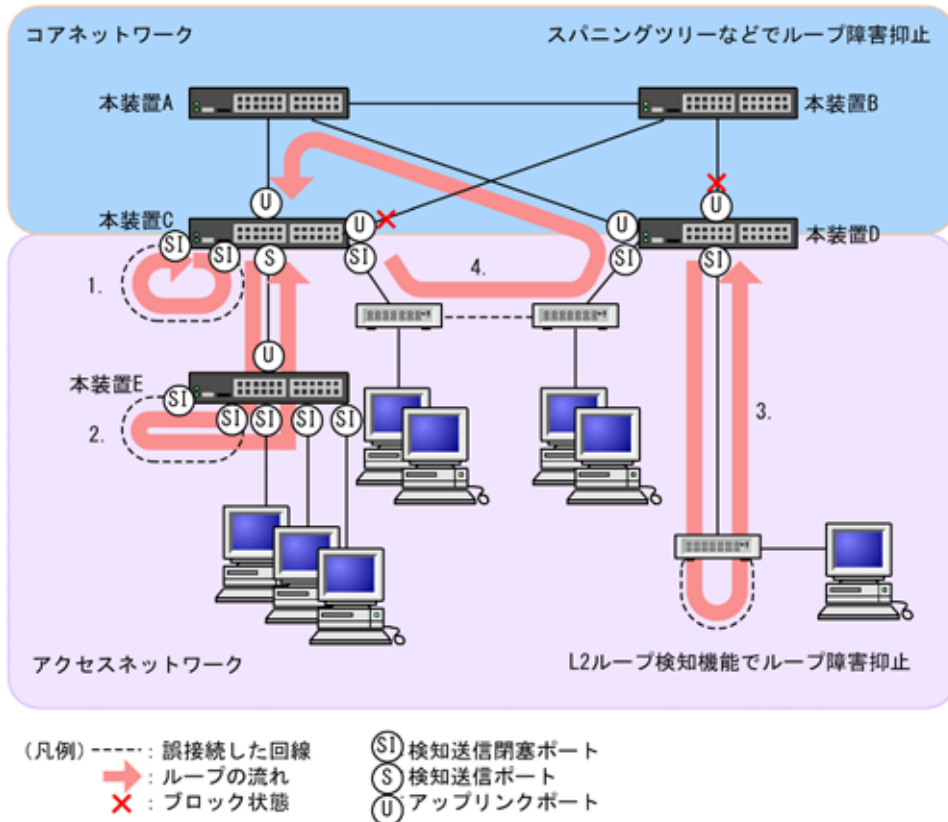 コアネットワーク
スパニングツリーなどでループ障害抑止
本装置A
本装置B
U
U
本装置C
U
U
本装置D
SI
SI
S
SI
SI
SI
1.
4.
U
本装置E
SI
SI
SI
SI
SI
2.
3.
アクセスネットワーク
L2ループ検知機能でループ障害抑止
(凡例) -----: 誤接続した回線
SI 検知送信閉塞ポート
: ループの流れ
S 検知送信ポート
: ブロック状態
U アップリンクポート